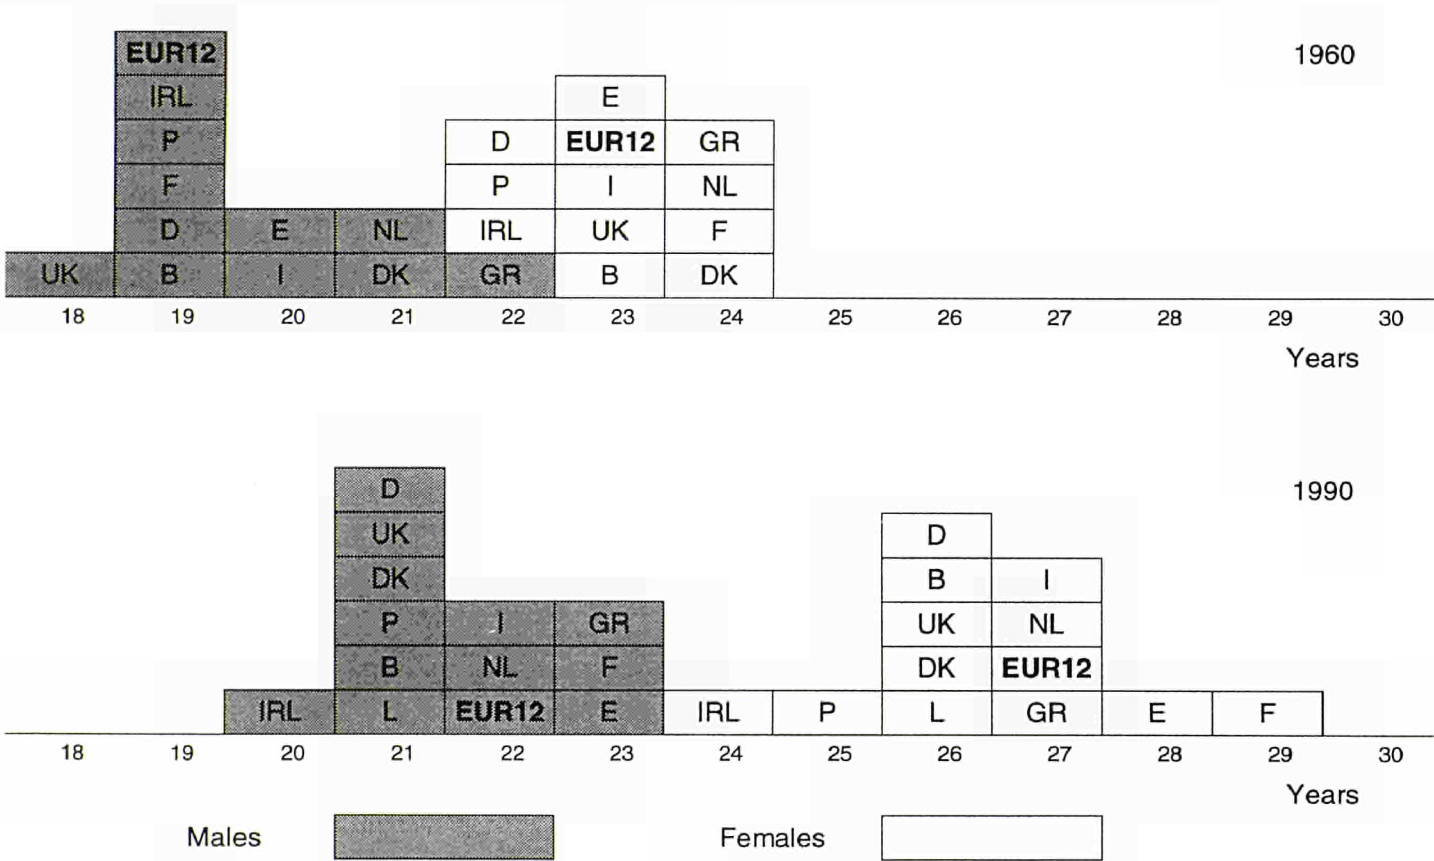 EUR12 1960
IRL E
P D EUR12 GR
F P I NL
D E NL IRL UK F
UK B I DK GR B DK
18 19 20 21 22 23 24 25 26 27 28 29 30
Years
D 1990
UK D
DK B I
P I GR UK NL
B NL F DK EUR12
IRL L EUR12 E IRL P L GR E F
18 19 20 21 22 23 24 25 26 27 28 29 30
Years
Males Females